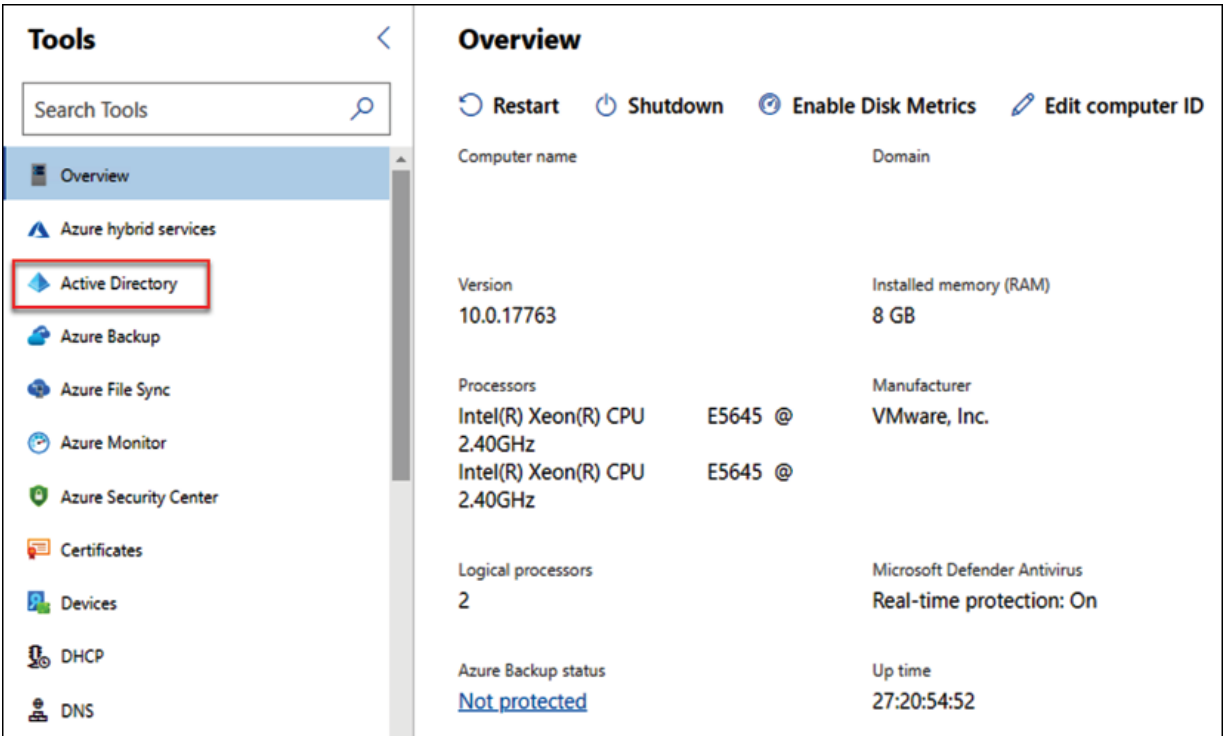 Tools
Search Tools
Overview
Azure hybrid services
Active Directory
Azure Backup
Azure File Sync
Azure Monitor
Azure Security Center
Certificates
Devices
DHCP
DNS
Overview
Restart Shutdown Enable Disk Metrics Edit computer ID
Computer name Domain
Version Installed memory (RAM)
10.0.17763 8 GB
Processors Manufacturer
Intel(R) Xeon(R) CPU E5645 @ VMware, Inc.
2.40GHz
Intel(R) Xeon(R) CPU E5645 @
2.40GHz
Logical processors Microsoft Defender Antivirus
2 Real-time protection: On
Azure Backup status Up time
Not protected 27:20:54:52